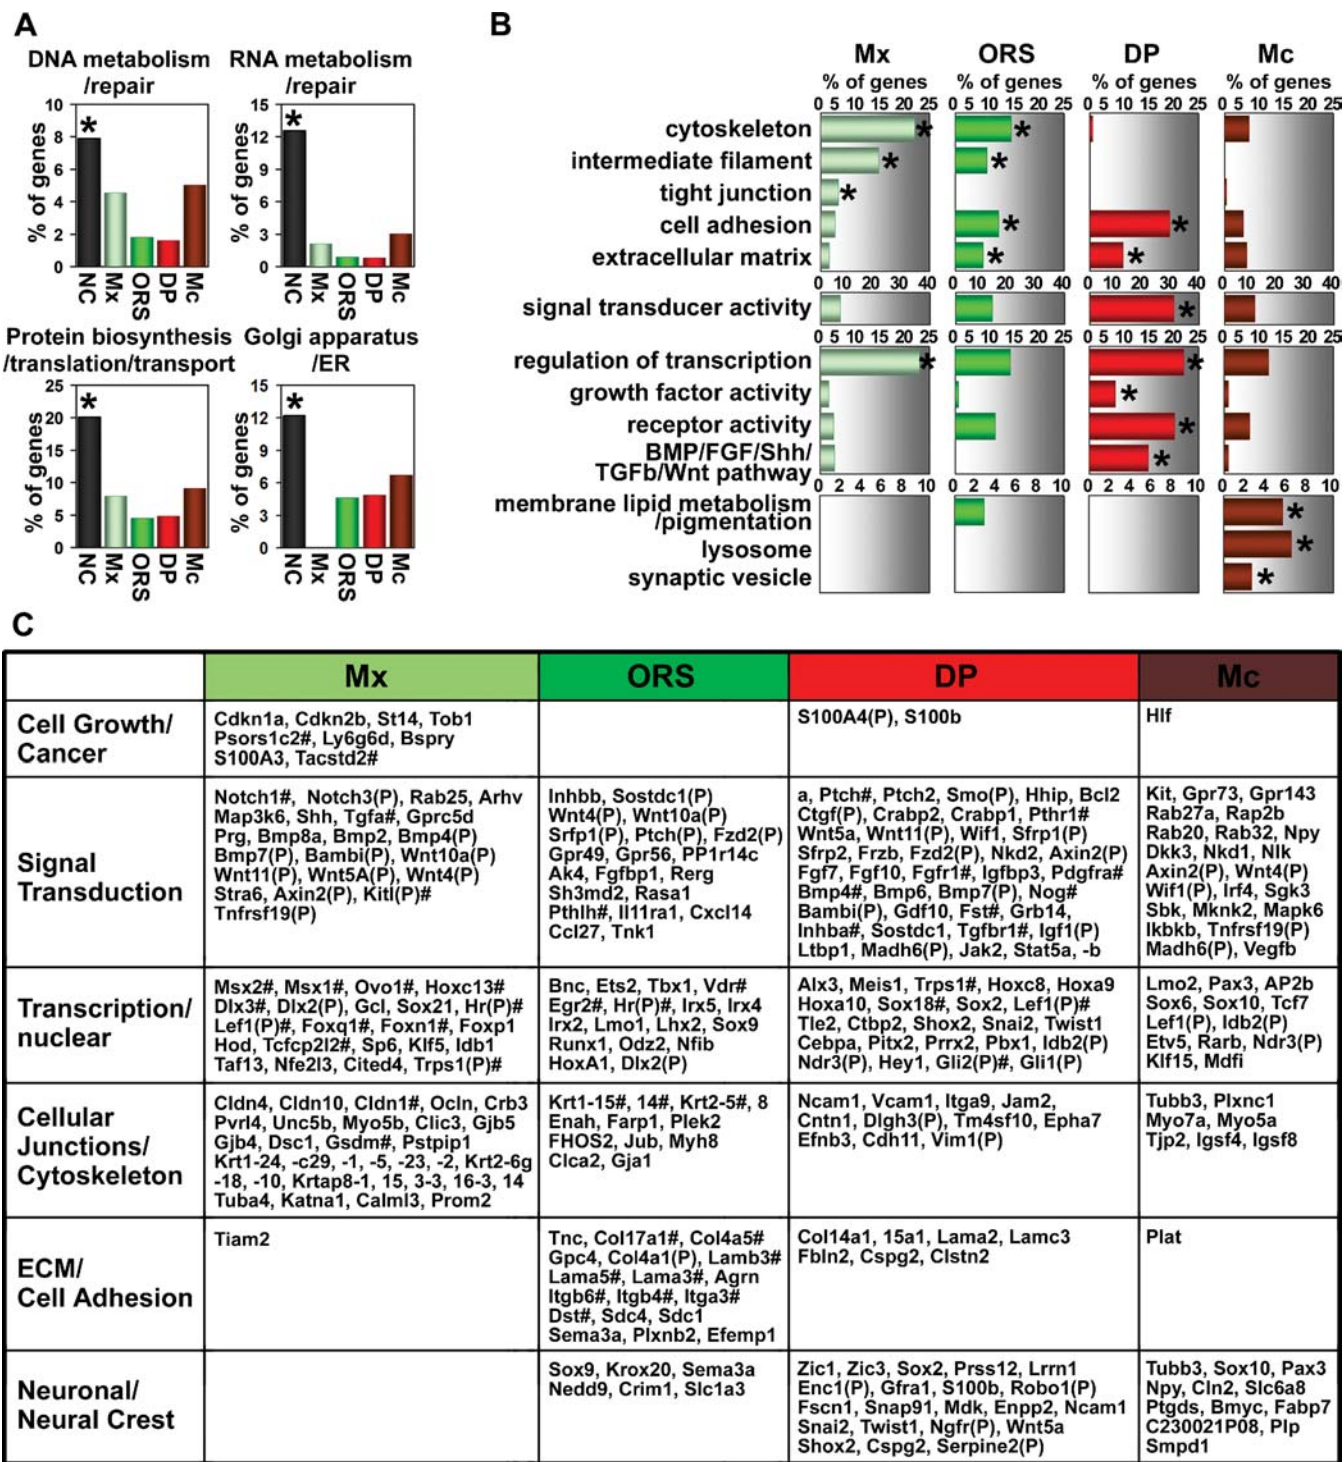 A
DNA metabolism
/repair
% of genes
10
8
6
4
2
0
*
NC
Mx
ORS
DP
Mc
RNA metabolism
/repair
% of genes
15
12
9
6
3
0
*
NC
Mx
ORS
DP
Mc
Protein biosynthesis
/translation/transport
% of genes
25
20
15
10
5
0
*
NC
Mx
ORS
DP
Mc
Golgi apparatus
/ER
% of genes
15
12
9
6
3
0
*
NC
Mx
ORS
DP
Mc
B
Mx ORS DP Mc
% of genes % of genes % of genes % of genes
0 5 10 15 20 25 0 5 10 15 20 25 0 5 10 15 20 25 0 5 10 15 20 25
cytoskeleton * *
intermediate filament * *
tight junction *
cell adhesion * *
extracellular matrix * *
0 10 20 30 40 0 10 20 30 40 0 10 20 30 40 0 10 20 30 40
signal transducer activity *
0 5 10 15 20 25 0 5 10 15 20 25 0 5 10 15 20 25 0 5 10 15 20 25
regulation of transcription * *
growth factor activity *
receptor activity *
BMP/FGF/Shh/
TGFb/Wnt pathway *
0 2 4 6 8 10 0 2 4 6 8 10 0 2 4 6 8 10 0 2 4 6 8 10
membrane lipid metabolism
/pigmentation *
lysosome *
synaptic vesicle *
C
Mx ORS DP Mc
Cell Growth/
Cancer
Cdkn1a, Cdkn2b, St14, Tob1
Psors1c2#, Ly6g6d, Bspry
S100A3, Tacstd2#
S100A4(P), S100b
Hlf
Signal
Transduction
Notch1#, Notch3(P), Rab25, Arhv
Map3k6, Shh, Tgfa#, Gprc5d
Prg, Bmp8a, Bmp2, Bmp4(P)
Bmp7(P), Bambi(P), Wnt10a(P)
Wnt11(P), Wnt5A(P), Wnt4(P)
Stra6, Axin2(P), Kitl(P)#
Tnfrsf19(P)
Inhbb, Sostdc1(P)
Wnt4(P), Wnt10a(P)
Srfp1(P), Ptch(P), Fzd2(P)
Gpr49, Gpr56, PP1r14c
Ak4, Fgfbp1, Rerg
Sh3md2, Rasa1
Pthlh#, Il11ra1, Cxcl14
Ccl27, Tnk1
a, Ptch#, Ptch2, Smo(P), Hhip, Bcl2
Ctgf(P), Crabp2, Crabp1, Pthr1#
Wnt5a, Wnt11(P), Wif1, Sfrp1(P)
Sfrp2, Frzb, Fzd2(P), Nkd2, Axin2(P)
Fgf7, Fgf10, Fgfr1#, Igfbp3, Pdgfra#
Bmp4#, Bmp6, Bmp7(P), Nog#
Bambi(P), Gdf10, Fst#, Grb14,
Inhba#, Sostdc1, Tgfbr1#, Igf1(P)
Ltbp1, Madh6(P), Jak2, Stat5a, -b
Kit, Gpr73, Gpr143
Rab27a, Rap2b
Rab20, Rab32, Npy
Dkk3, Nkd1, Nlk
Axin2(P), Wnt4(P)
Wif1(P), Irf4, Sgk3
Sbk, Mknk2, Mapk6
Ikbkb, Tnfrsf19(P)
Madh6(P), Vegfb
Transcription/
nuclear
Msx2#, Msx1#, Ovo1#, Hoxc13#
Dlx3#, Dlx2(P), Gcl, Sox21, Hr(P)#
Lef1(P)#, Foxq1#, Foxn1#, Foxp1
Hod, Tcfcp2l2#, Sp6, Klf5, Idb1
Taf13, Nfe2l3, Cited4, Trps1(P)#
Bnc, Ets2, Tbx1, Vdr#
Egr2#, Hr(P)#, Irx5, Irx4
Irx2, Lmo1, Lhx2, Sox9
Runx1, Odz2, Nfib
HoxA1, Dlx2(P)
Alx3, Meis1, Trps1#, Hoxc8, Hoxa9
Hoxa10, Sox18#, Sox2, Lef1(P)#
Tle2, Ctbp2, Shox2, Snai2, Twist1
Cebpa, Pitx2, Prrx2, Pbx1, Idb2(P)
Ndr3(P), Hey1, Gli2(P)#, Gli1(P)
Lmo2, Pax3, AP2b
Sox6, Sox10, Tcf7
Lef1(P), Idb2(P)
Etv5, Rarb, Ndr3(P)
Klf15, Mdfi
Cellular
Junctions/
Cytoskeleton
Cldn4, Cldn10, Cldn1#, Ocln, Crb3
Pvrl4, Unc5b, Myo5b, Clic3, Gjb5
Gjb4, Dsc1, Gsdm#, Pstpip1
Krt1-24, -c29, -1, -5, -23, -2, Krt2-6g
-18, -10, Krtap8-1, 15, 3-3, 16-3, 14
Tuba4, Katna1, Calml3, Prom2
Krt1-15#, 14#, Krt2-5#, 8
Enah, Farp1, Plek2
FHOS2, Jub, Myh8
Clca2, Gja1
Ncam1, Vcam1, Itga9, Jam2,
Cntn1, Dlgh3(P), Tm4sf10, Epha7
Efnb3, Cdh11, Vim1(P)
Tubb3, Plxnc1
Myo7a, Myo5a
Tjp2, Igsf4, Igsf8
ECM/
Cell Adhesion
Tiam2
Tnc, Col17a1#, Col4a5#
Gpc4, Col4a1(P), Lamb3#
Lama5#, Lama3#, Agrn
Itgb6#, Itgb4#, Itga3#
Dst#, Sdc4, Sdc1
Sema3a, Plxnb2, Efemp1
Col14a1, 15a1, Lama2, Lamc3
Fbln2, Cspg2, Clstn2
Plat
Neuronal/
Neural Crest
Sox9, Krox20, Sema3a
Nedd9, Crim1, Slc1a3
Zic1, Zic3, Sox2, Prss12, Lrrn1
Enc1(P), Gfra1, S100b, Robo1(P)
Fscn1, Snap91, Mdk, Enpp2, Ncam1
Snai2, Twist1, Ngfr(P), Wnt5a
Shox2, Cspg2, Serpine2(P)
Tubb3, Sox10, Pax3
Npy, Cln2, Slc6a8
Ptgds, Bmyc, Fabp7
C230021P08, Plp
Smpd1